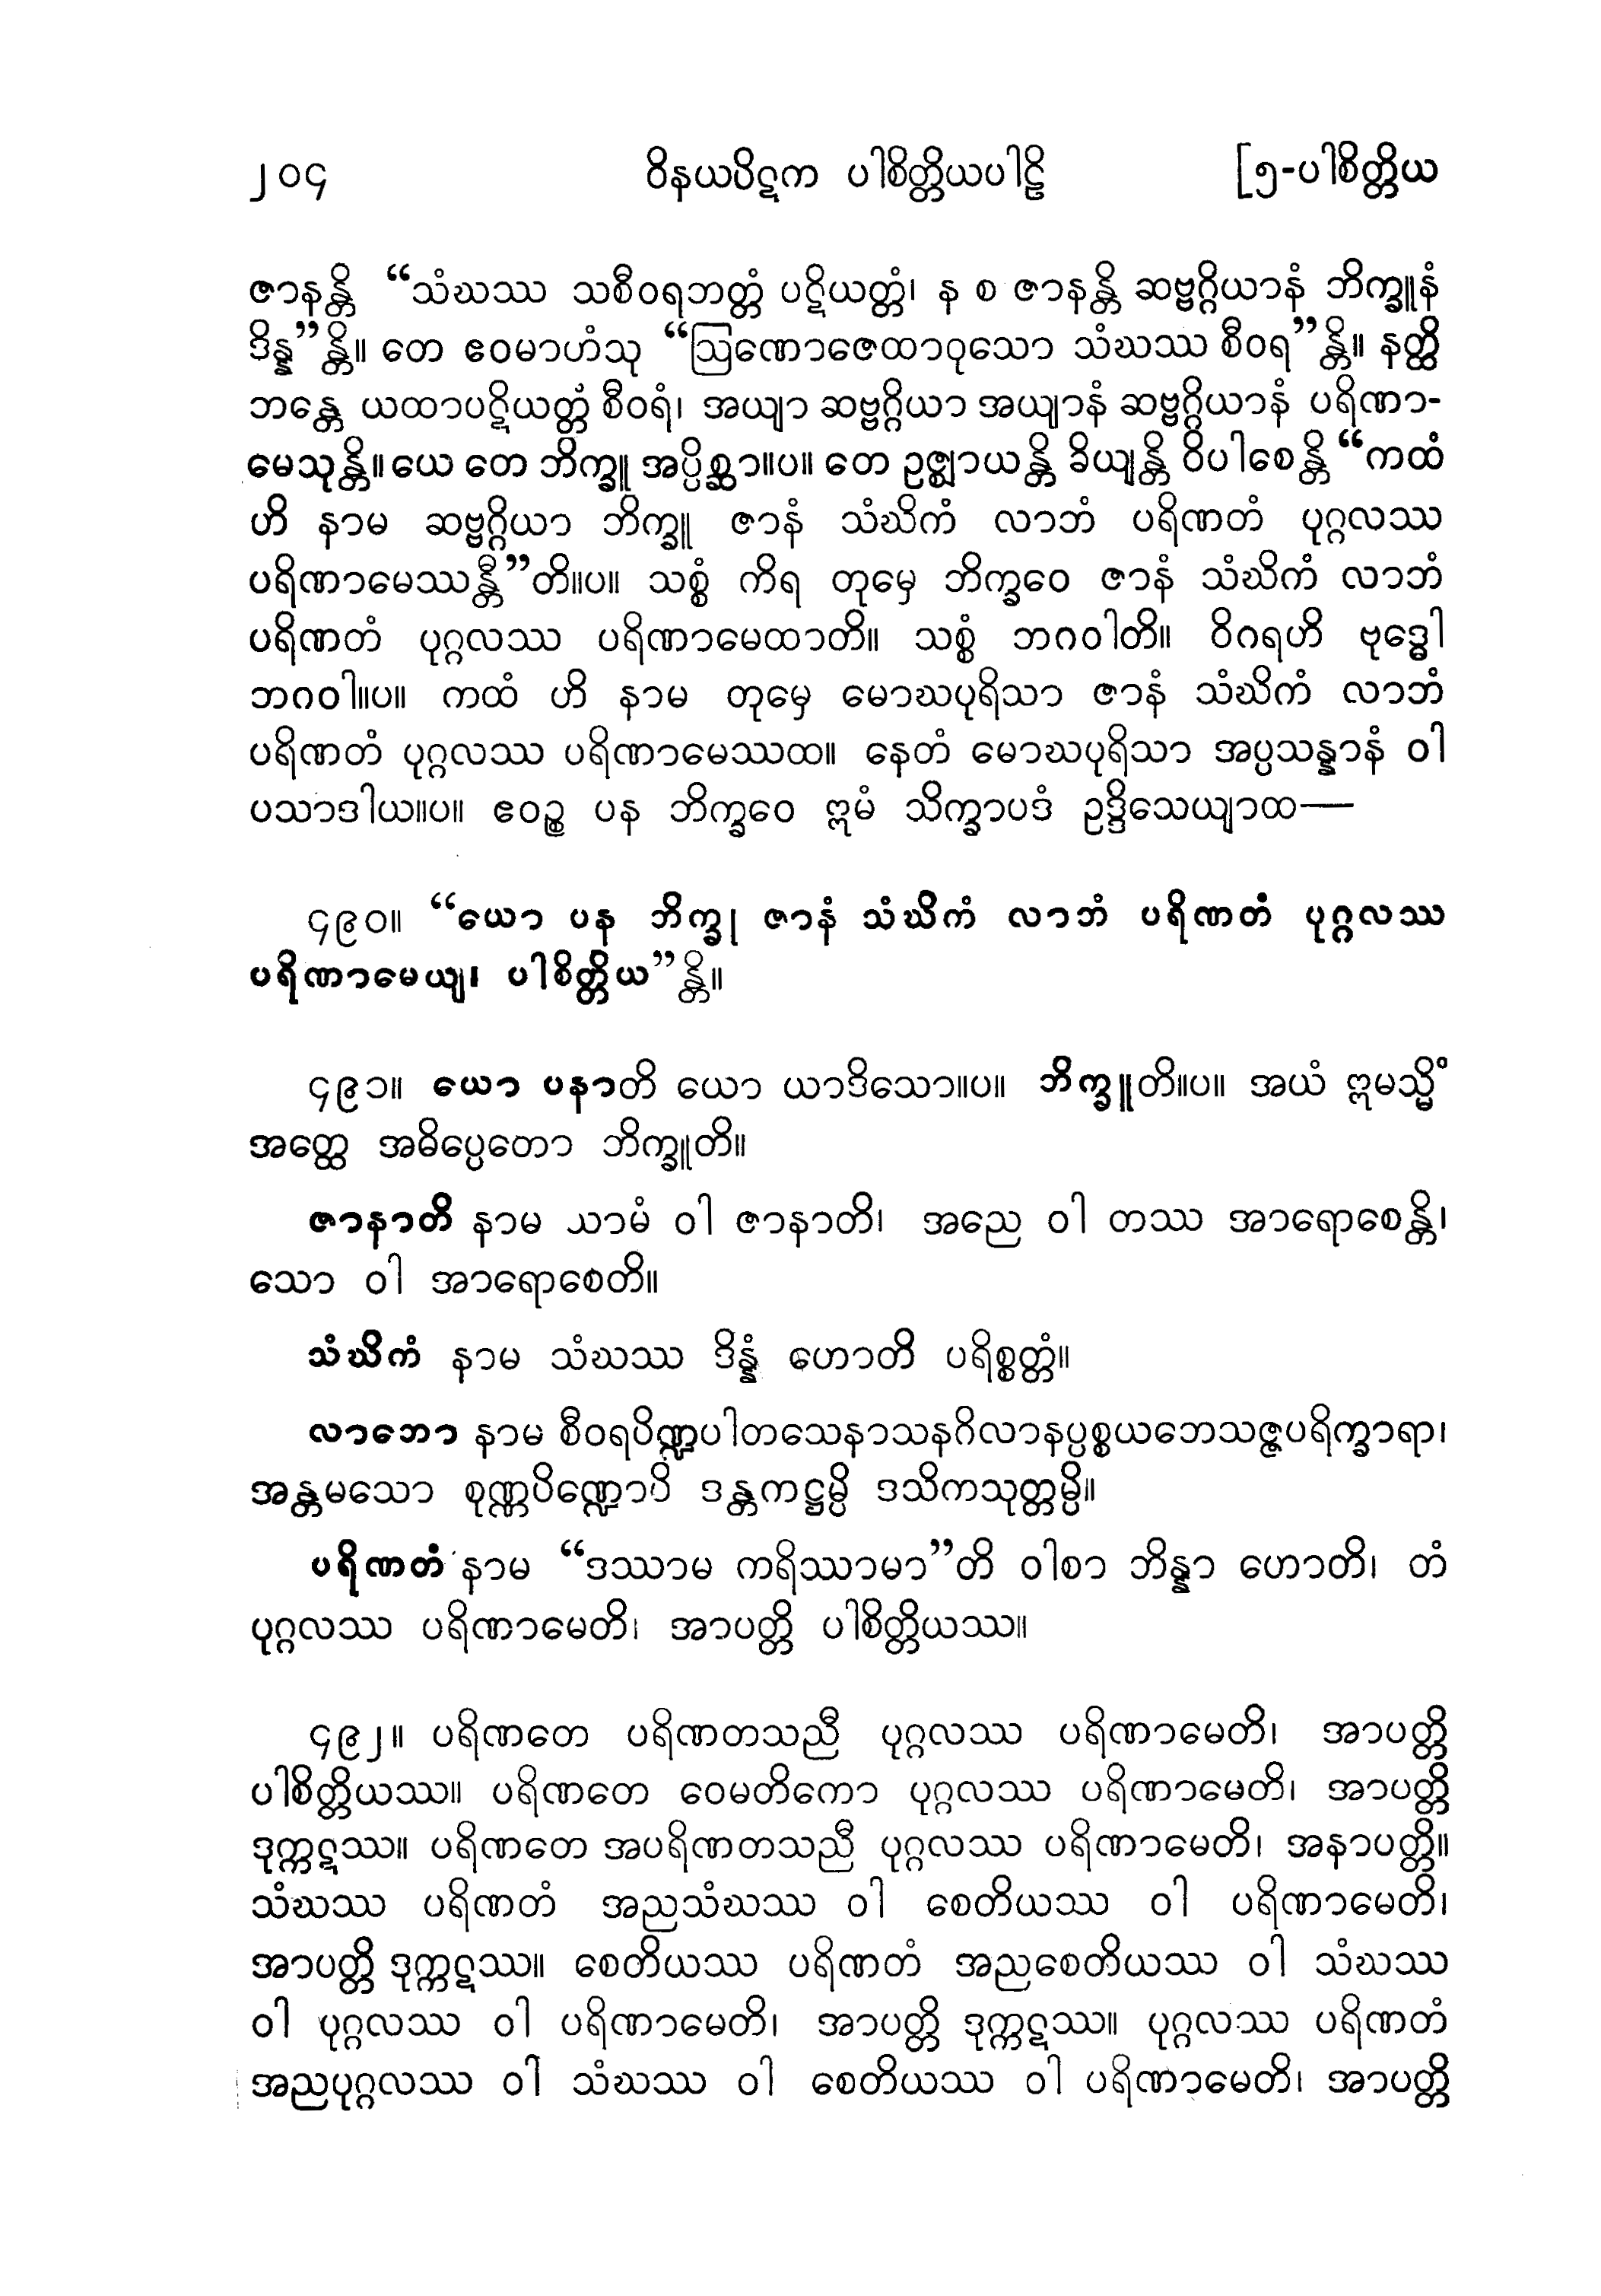 ၂၀၄ ဝိနယပိဋက ပါစိတ္တိယပါဠိ [၅-ပါစိတ္တိယ
ဇာနန္တိ “သံဃဿ သစီဝရဘတ္တံ ပဋိယတ္တံ၊ န စ ဇာနန္တိ ဆဗ္ဗဂ္ဂိယာနံ ဘိက္ခူနံ
ဒိန္န”န္တိ။ တေ ဧဝမာဟံသု “ဩဏောဇေထာဝုသော သံဃဿ စီဝရ”န္တိ။ နတ္ထိ
ဘန္တေ ယထာပဋိယတ္တံ စီဝရံ၊ အယျာ ဆဗ္ဗဂ္ဂိယာ အယျာနံ ဆဗ္ဗဂ္ဂိယာနံ ပရိဏာ-
မေသုန္တိ။ ယေ တေ ဘိက္ခူ အပ္ပိစ္ဆာ။ပ။ တေ ဥဇ္ဈာယန္တိ ခိယျန္တိ ဝိပါစေန္တိ “ကထံ
ဟိ နာမ ဆဗ္ဗဂ္ဂိယာ ဘိက္ခူ ဇာနံ သံဃိကံ လာဘံ ပရိဏတံ ပုဂ္ဂလဿ
ပရိဏာမေဿန္တီ”တိ။ပ။ သစ္စံ ကိရ တုမှေ ဘိက္ခဝေ ဇာနံ သံဃိကံ လာဘံ
ပရိဏတံ ပုဂ္ဂလဿ ပရိဏာမေထာတိ။ သစ္စံ ဘဂဝါတိ။ ဝိဂရဟိ ဗုဒ္ဓေါ
ဘဂဝါ။ပ။ ကထံ ဟိ နာမ တုမှေ မောဃပုရိသာ ဇာနံ သံဃိကံ လာဘံ
ပရိဏတံ ပုဂ္ဂလဿ ပရိဏာမေဿထ။ နေတံ မောဃပုရိသာ အပ္ပသန္နာနံ ဝါ
ပသာဒါယ။ပ။ ဧဝဉ္စ ပန ဘိက္ခဝေ ဣမံ သိက္ခာပဒံ ဥဒ္ဒိသေယျာထ—
၄၉၀။ “ယော ပန ဘိက္ခု ဇာနံ သံဃိကံ လာဘံ ပရိဏတံ ပုဂ္ဂလဿ
ပရိဏာမေယျ၊ ပါစိတ္တိယ”န္တိ။
၄၉၁။ ယော ပနာတိ ယော ယာဒိသော။ပ။ ဘိက္ခူတိ။ပ။ အယံ ဣမသ္မိံ
အတ္ထေ အဓိပ္ပေတော ဘိက္ခူတိ။
ဇာနာတိ နာမ သာမံ ဝါ ဇာနာတိ၊ အညေ ဝါ တဿ အာရောစေန္တိ၊
သော ဝါ အာရောစေတိ။
သံဃိကံ နာမ သံဃဿ ဒိန္နံ ဟောတိ ပရိစ္စတ္တံ။
လာဘော နာမ စီဝရပိဏ္ဍပါတသေနာသနဂိလာနပ္ပစ္စယဘေသဇ္ဇပရိက္ခာရာ၊
အန္တမသော စုဏ္ဏပိဏ္ဍောပိ ဒန္တကဋ္ဌမ္ပိ ဒသိကသုတ္တမ္ပိ။
ပရိဏတံ နာမ “ဒဿာမ ကရိဿာမာ”တိ ဝါစာ ဘိန္နာ ဟောတိ၊ တံ
ပုဂ္ဂလဿ ပရိဏာမေတိ၊ အာပတ္တိ ပါစိတ္တိယဿ။
၄၉၂။ ပရိဏတေ ပရိဏတသညီ ပုဂ္ဂလဿ ပရိဏာမေတိ၊ အာပတ္တိ
ပါစိတ္တိယဿ။ ပရိဏတေ ဝေမတိကော ပုဂ္ဂလဿ ပရိဏာမေတိ၊ အာပတ္တိ
ဒုက္ကဋဿ။ ပရိဏတေ အပရိဏတသညီ ပုဂ္ဂလဿ ပရိဏာမေတိ၊ အနာပတ္တိ။
သံဃဿ ပရိဏတံ အညသံဃဿ ဝါ စေတိယဿ ဝါ ပရိဏာမေတိ၊
အာပတ္တိ ဒုက္ကဋဿ။ စေတိယဿ ပရိဏတံ အညစေတိယဿ ဝါ သံဃဿ
ဝါ ပုဂ္ဂလဿ ဝါ ပရိဏာမေတိ၊ အာပတ္တိ ဒုက္ကဋဿ။ ပုဂ္ဂလဿ ပရိဏတံ
အညပုဂ္ဂလဿ ဝါ သံဃဿ ဝါ စေတိယဿ ဝါ ပရိဏာမေတိ၊ အာပတ္တိ